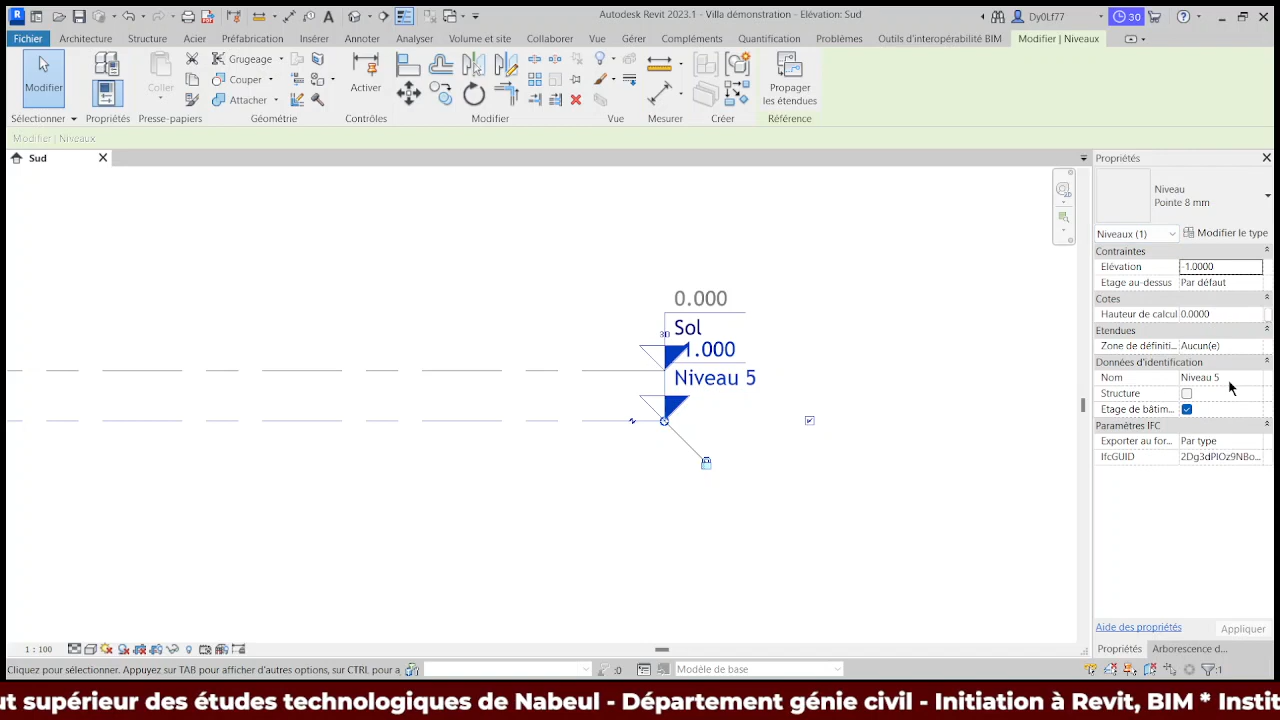 Autodesk Revit 2023.1 - Villa démonstration - Elévation: Sud
Dy0Lf77
30
Fichier Architecture Structure Acier Préfabrication Insérer Annoter Analyser Volume et site Collaborer Vue Gérer Compléments Quantification Problèmes Outils d'interopérabilité BIM Modifier | Niveaux
Modifier
Coller
Grugeage
Couper
Attacher
Activer
Propager
les étendues
Sélectionner Propriétés Presse-papiers Géométrie Contrôles Modifier Vue Mesurer Créer Référence
Modifier | Niveaux
Sud
Propriétés
Niveau
Pointe 8 mm
Niveaux (1) Modifier le type
Contraintes
Elévation -1.0000
Etage au-dessus Par défaut
Cotes
Hauteur de calcul 0.0000
Etendues
Zone de définiti... Aucun(e)
Données d'identification
Nom Niveau 5
Structure
Etage de bâtim...
Paramètres IFC
Exporter au for... Par type
IfcGUID 2Dg3dPlOz9NBo...
0.000
3D
Sol
1.000
Niveau 5
Aide des propriétés Appliquer
Propriétés Arborescence d...
1 : 100
Cliquez pour sélectionner. Appuyez sur TAB pour afficher d'autres options, sur CTRL pour a
:0
Modèle de base
:1
ut supérieur des études technologiques de Nabeul - Département génie civil - Initiation à Revit, BIM * Instit